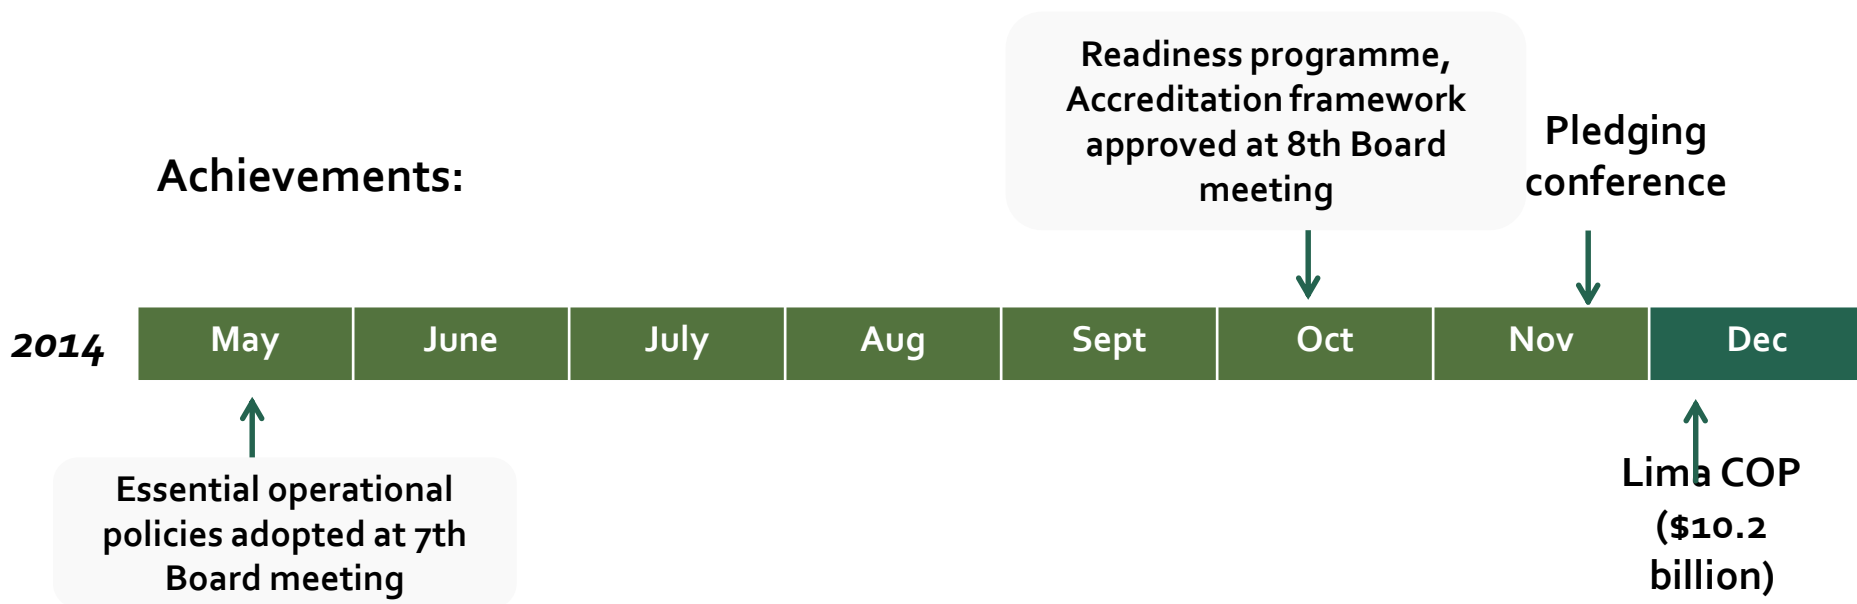 Readiness programme,
Accreditation framework
approved at 8th Board
meeting
Pledging
conference
Achievements:
2014
May
June
July
Aug
Sept
Oct
Nov
Dec
Essential operational
policies adopted at 7th
Board meeting
Lima COP
($10.2
billion)